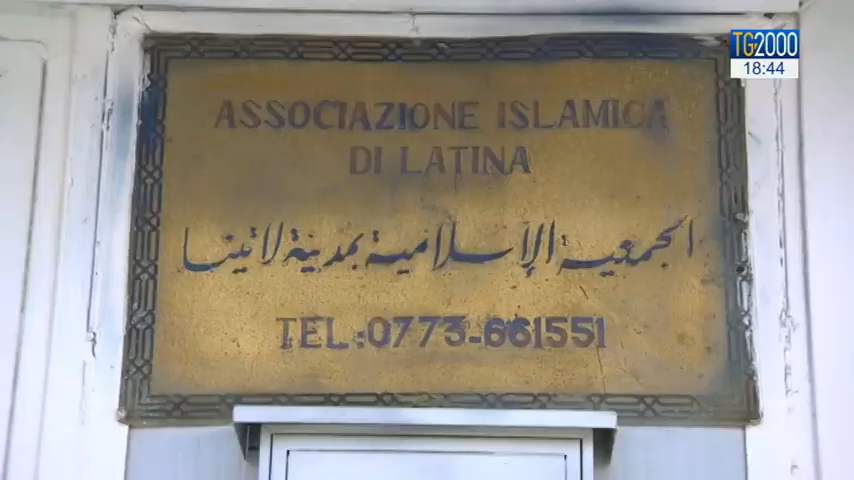 TG2000
18:44
ASSOCIAZIONE ISLAMICA
DI LATINA
الجمعية الإسلامية بمدينة لاتينا
TEL.:0773-661551